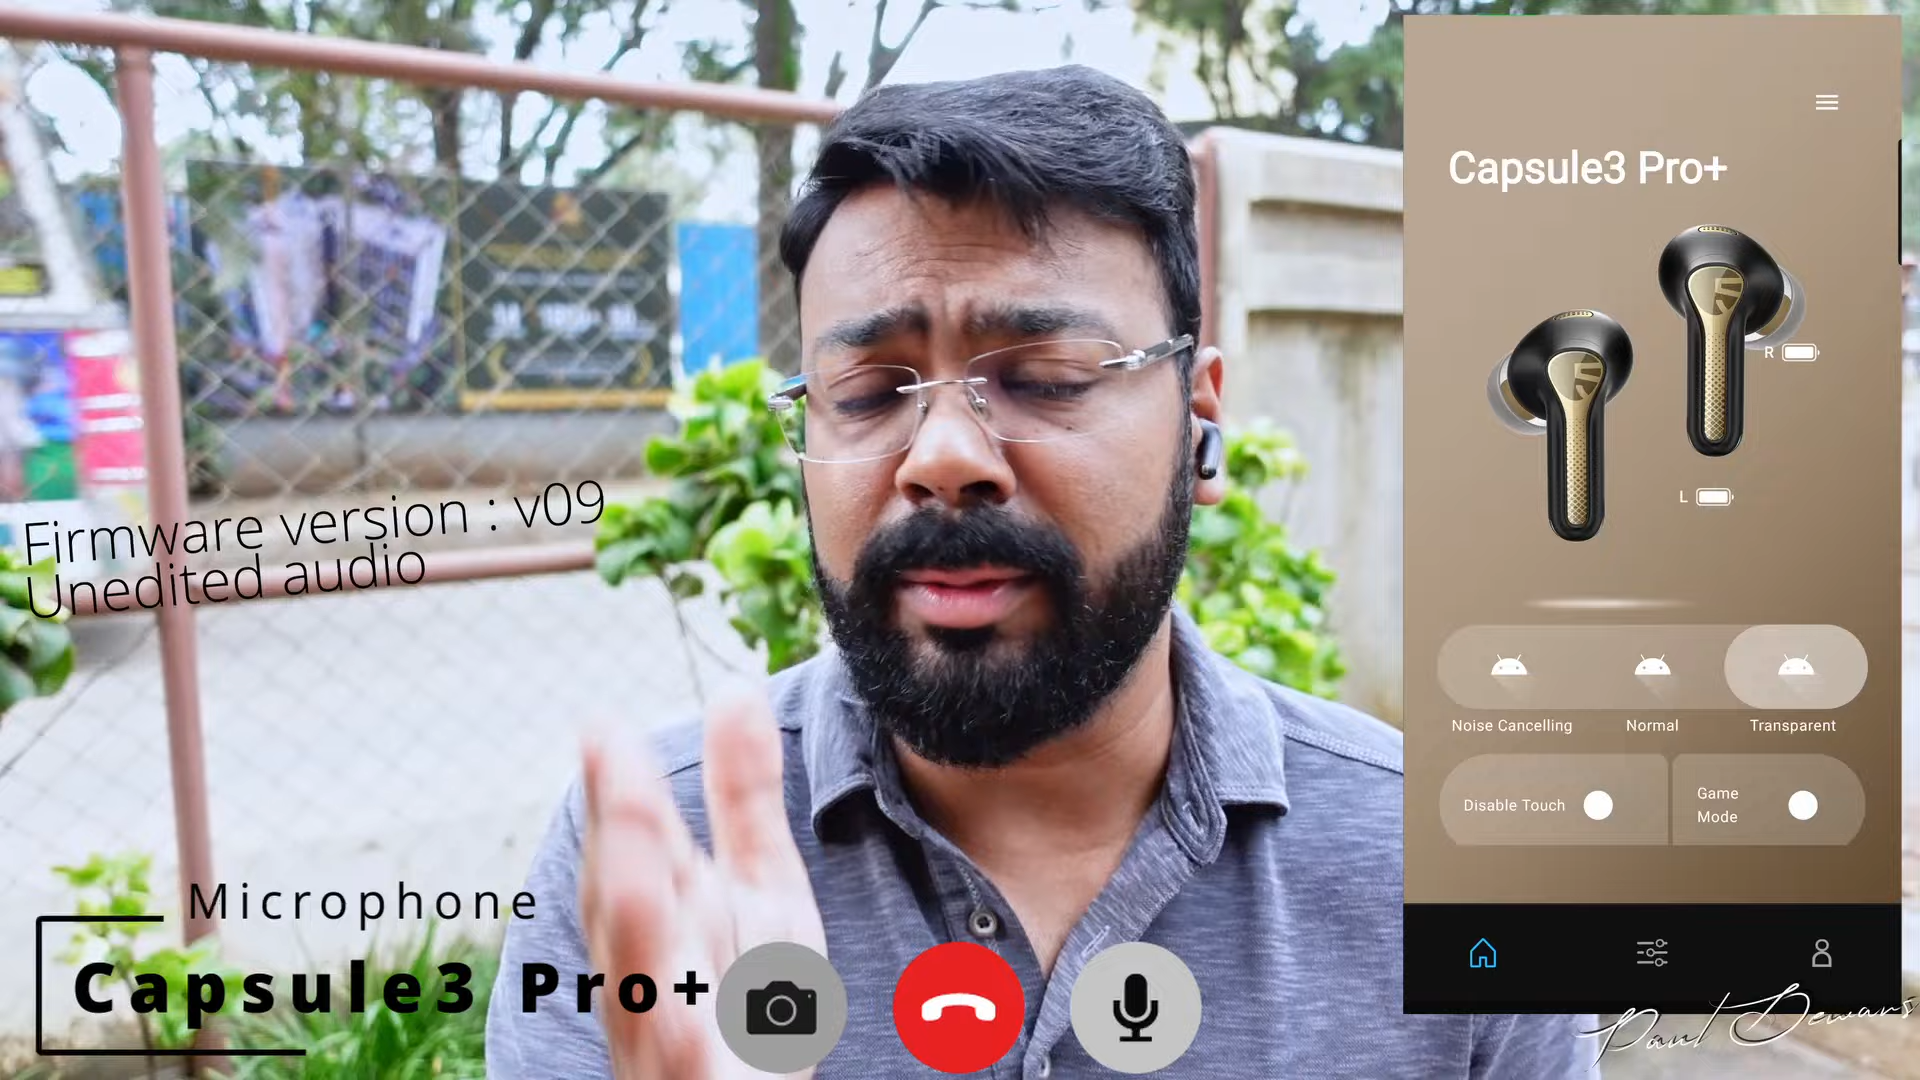 Firmware version : v09
Unedited audio
Microphone
Capsule3 Pro+
Capsule3 Pro+
R
L
Noise Cancelling
Normal
Transparent
Disable Touch
Game
Mode
Paul Dewans